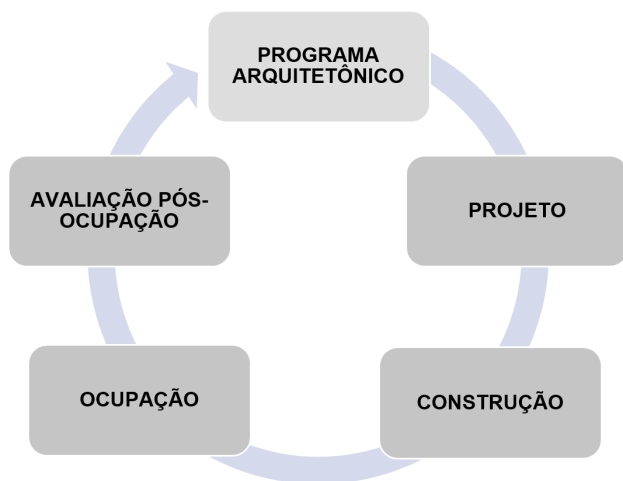 PROGRAMA
ARQUITETÔNICO
PROJETO
CONSTRUÇÃO
OCUPAÇÃO
AVALIAÇÃO PÓS-
OCUPAÇÃO